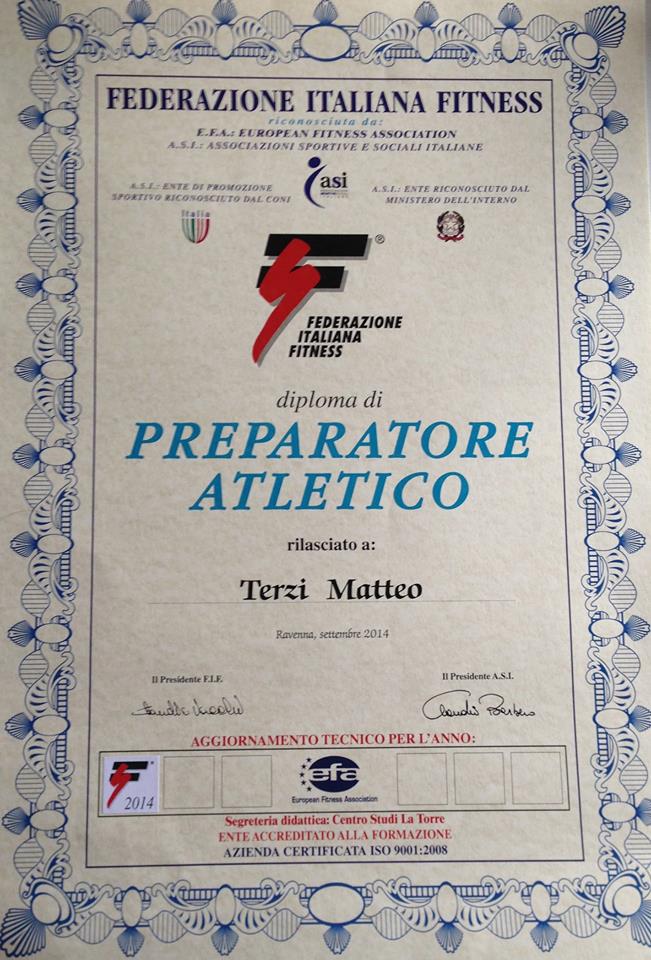 FEDERAZIONE ITALIANA FITNESS
riconosciuta da:
E.F.A.: EUROPEAN FITNESS ASSOCIATION
A.S.I.: ASSOCIAZIONI SPORTIVE E SOCIALI ITALIANE
asi
A.S.I.: ENTE DI PROMOZIONE
SPORTIVO RICONOSCIUTO DAL CONI
Italia
A.S.I.: ENTE RICONOSCIUTO DAL
MINISTERO DELL'INTERNO
F ®
FEDERAZIONE
ITALIANA
FITNESS
diploma di
PREPARATORE
ATLETICO
rilasciato a:
Terzi Matteo
Ravenna, settembre 2014
Il Presidente F.I.F.
Il Presidente A.S.I.
Claudio Barbaro
AGGIORNAMENTO TECNICO PER L'ANNO:
2014
efa
European Fitness Association
Segreteria didattica: Centro Studi La Torre
ENTE ACCREDITATO ALLA FORMAZIONE
AZIENDA CERTIFICATA ISO 9001:2008